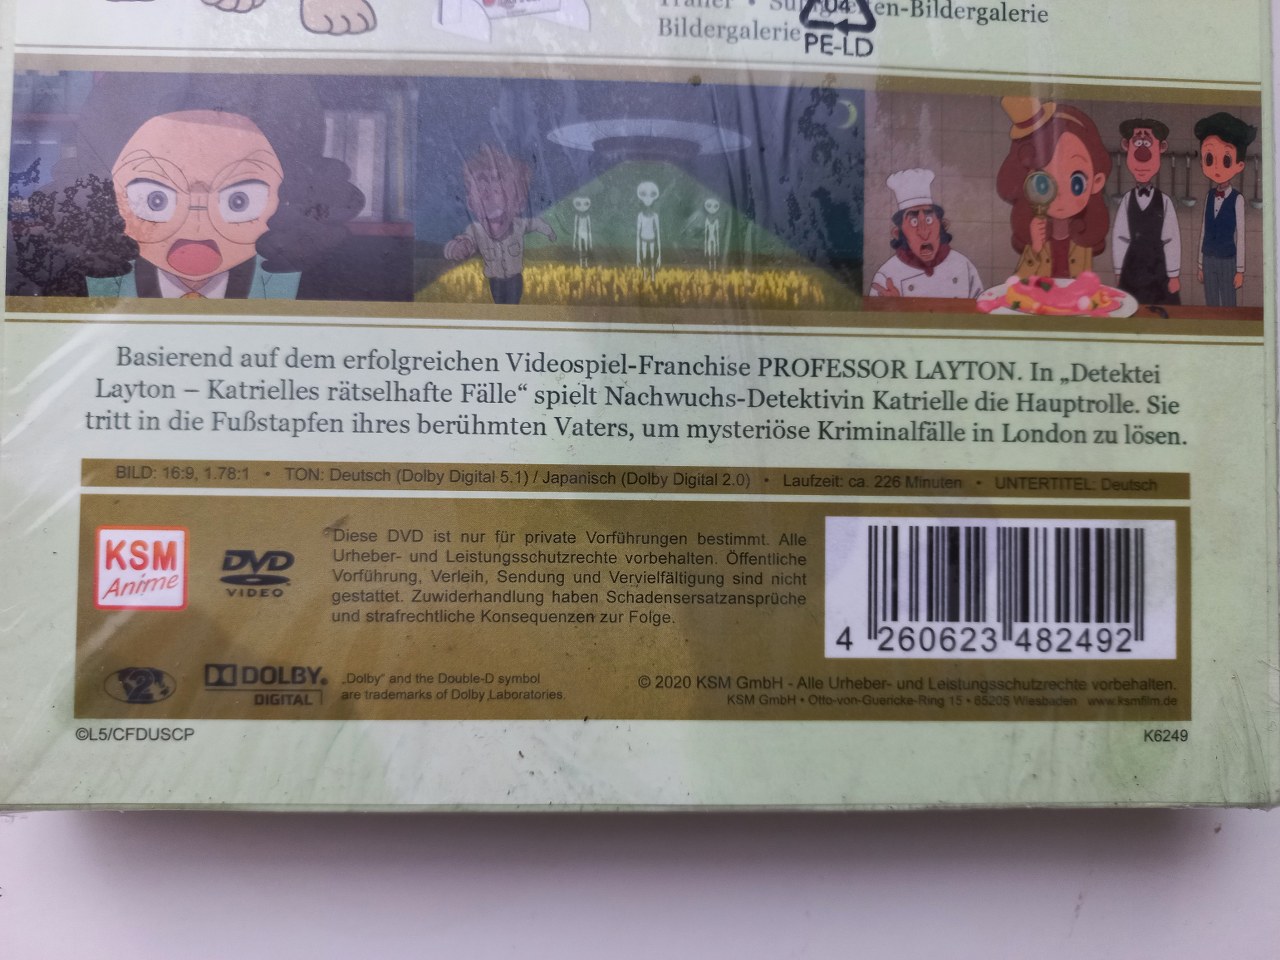 Trailer • 
04
en-Bildergalerie
Bildergalerie
PE-LD
Basierend auf dem erfolgreichen Videospiel-Franchise PROFESSOR LAYTON. In „Detektei
Layton – Katrielles rätselhafte Fälle“ spielt Nachwuchs-Detektivin Katrielle die Hauptrolle. Sie
tritt in die Fußstapfen ihres berühmten Vaters, um mysteriöse Kriminalfälle in London zu lösen.
BILD: 16:9, 1.78:1 • TON: Deutsch (Dolby Digital 5.1) / Japanisch (Dolby Digital 2.0) • Laufzeit: ca. 226 Minuten • UNTERTITEL: Deutsch
KSM
Anime
DVD
VIDEO
Diese DVD ist nur für private Vorführungen bestimmt. Alle
Urheber- und Leistungsschutzrechte vorbehalten. Öffentliche
Vorführung, Verleih, Sendung und Vervielfältigung sind nicht
gestattet. Zuwiderhandlung haben Schadensersatzansprüche
und strafrechtliche Konsequenzen zur Folge.
4 260623 482492
2
DOLBY.
DIGITAL
„Dolby“ and the Double-D symbol
are trademarks of Dolby Laboratories
© 2020 KSM GmbH - Alle Urheber- und Leistungsschutzrechte vorbehalten.
KSM GmbH • Otto-von-Guericke-Ring 15 • 65205 Wiesbaden www.ksmfilm.de
©L5/CFDUSCP
K6249